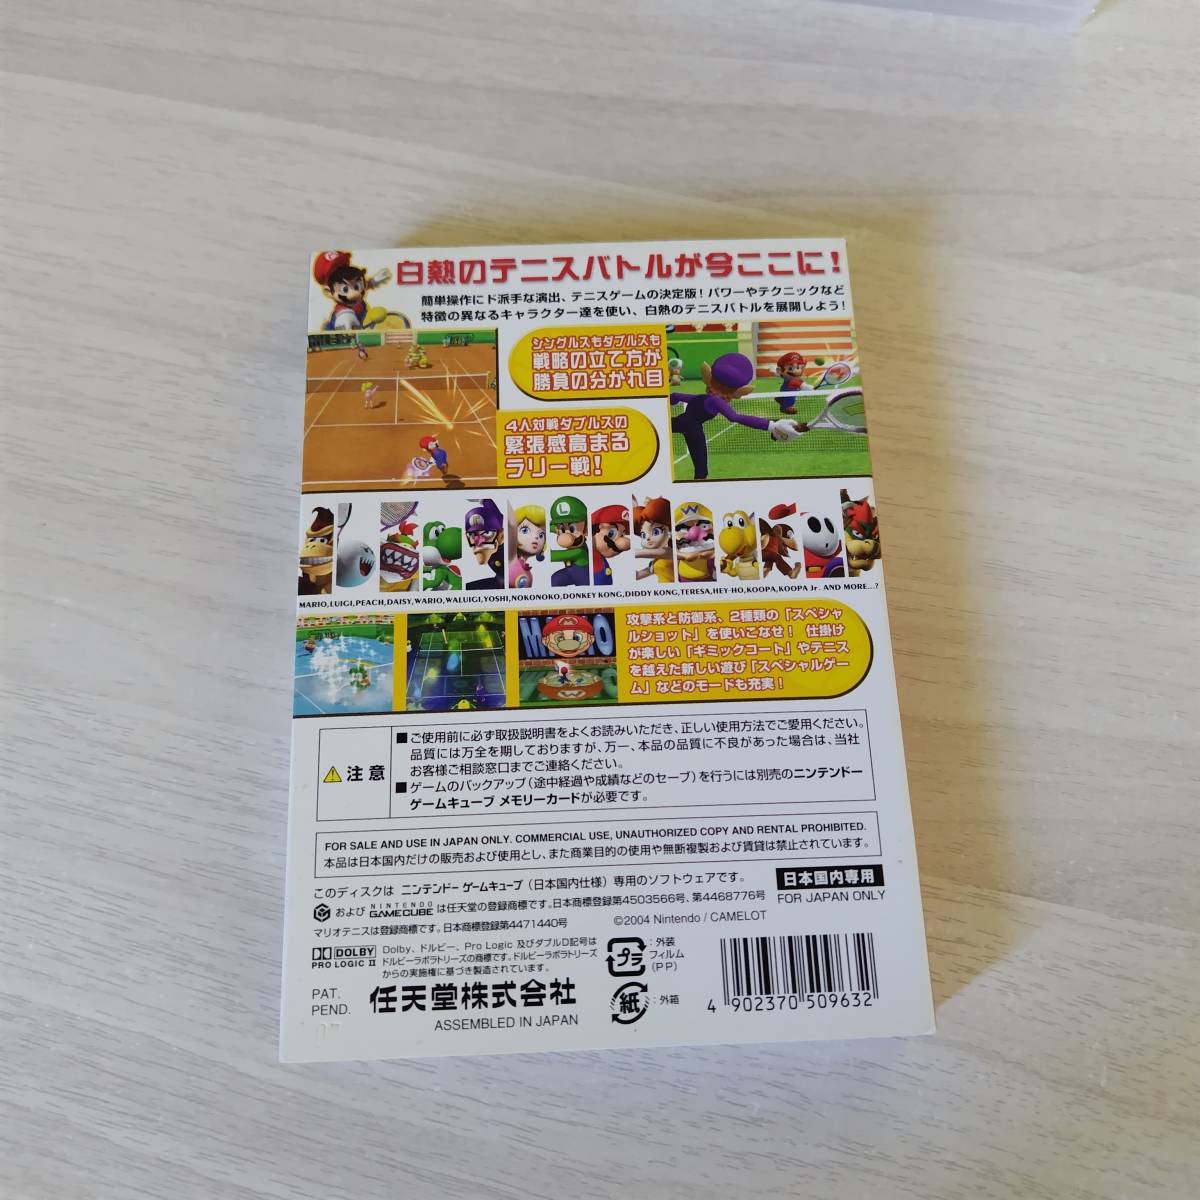 白熱のテニスバトルが今ここに!
簡単操作にド派手な演出、テニスゲームの決定版!パワーやテクニックなど
特徴の異なるキャラクター達を使い、白熱のテニスバトルを展開しよう!
シングルスもダブルスも
戦略の立て方が
勝負の分かれ目
4人対戦ダブルスの
緊張感高まる
ラリー戦!
MARIO,LUIGI,PEACH,DAISY,WARIO,WALUIGI,YOSHI,NOKONOKO,DONKEY KONG,DIDDY KONG,TERESA,HEY-HO,KOOPA,KOOPA Jr. AND MORE...?
攻撃系と防御系、2種類の「スペシャ
ルショット」を使いこなせ! 仕掛け
が楽しい「ギミックコート」やテニス
を越えた新しい遊び「スペシャルゲー
ム」などのモードも充実!
注意
■ご使用前に必ず取扱説明書をよくお読みいただき、正しい使用方法でご愛用ください。
品質には万全を期しておりますが、万一、本品の品質に不良があった場合は、当社
お客様ご相談窓口までご連絡ください。
■ゲームのバックアップ(途中経過や成績などのセーブ)を行うには別売のニンテンドー
ゲームキューブ メモリーカードが必要です。
FOR SALE AND USE IN JAPAN ONLY. COMMERCIAL USE, UNAUTHORIZED COPY AND RENTAL PROHIBITED.
本品は日本国内だけの販売および使用とし、また商業目的の使用や無断複製および賃貸は禁止されています。
このディスクは ニンテンドー ゲームキューブ(日本国内仕様)専用のソフトウェアです。
日本国内専用
FOR JAPAN ONLY
および NINTENDO GAMECUBE は任天堂の登録商標です。日本商標登録第4503566号、第4468776号
マリオテニスは登録商標です。日本商標登録第4471440号
©2004 Nintendo / CAMELOT
DOLBY
PRO LOGIC II
Dolby、ドルビー、Pro Logic 及びダブルD記号は
ドルビーラボラトリーズの商標です。ドルビーラボラトリーズ
からの実施権に基づき製造されています。
プラ
:外装
フィルム
(PP)
紙
:外箱
PAT.
PEND.
任天堂株式会社
ASSEMBLED IN JAPAN
4 902370 509632